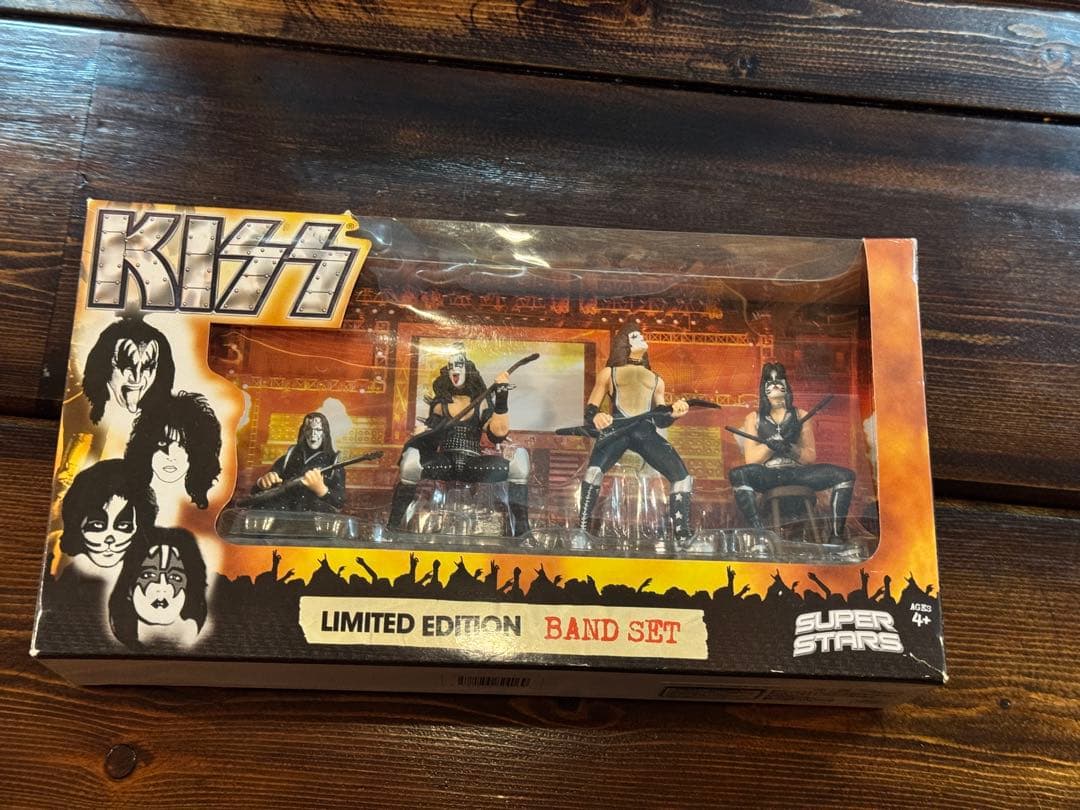 KISS®
LIMITED EDITION BAND SET
SUPER
STARS
AGES
4+